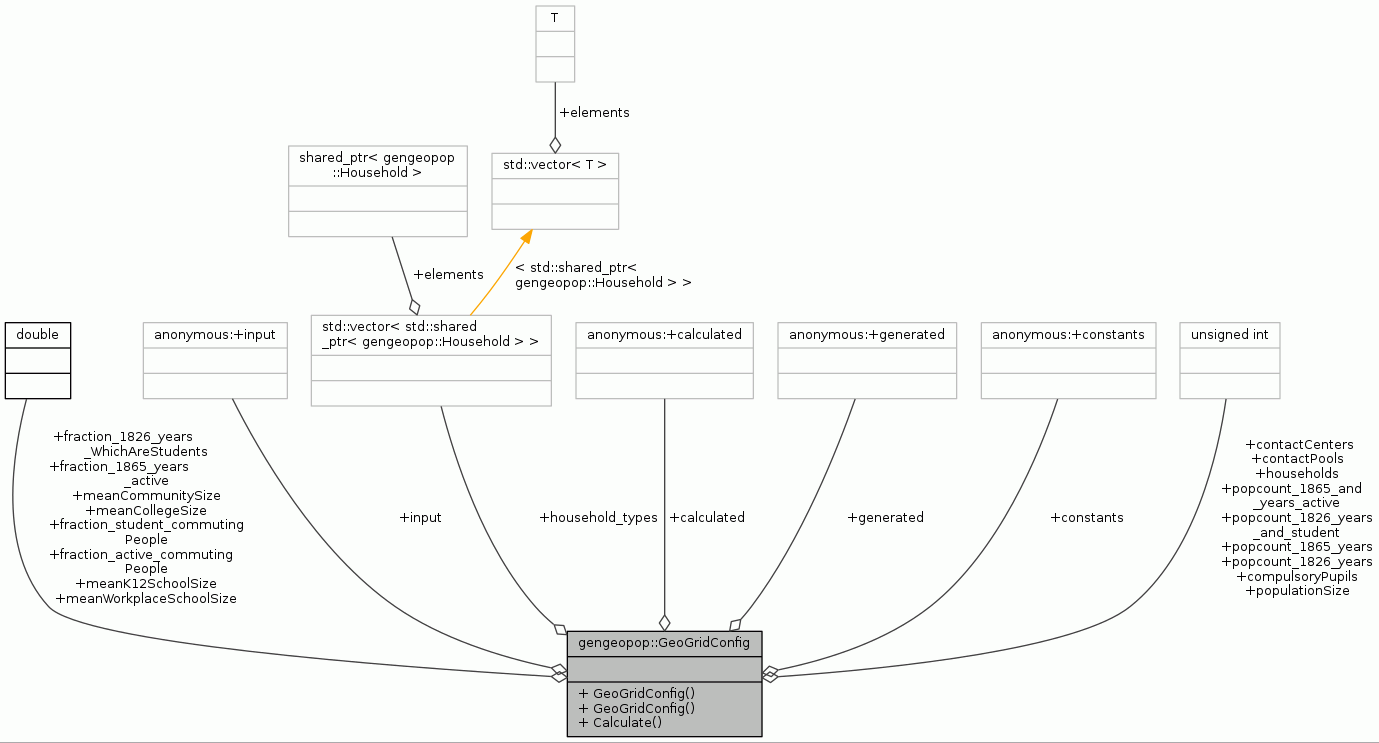 T
+elements
shared_ptr< gengeopop
::Household >
std::vector< T >
+elements
< std::shared_ptr<
gengeopop::Household > >
double
anonymous:+input
std::vector< std::shared
_ptr< gengeopop::Household > >
anonymous:+calculated
anonymous:+generated
anonymous:+constants
unsigned int
+fraction_1826_years
_WhichAreStudents
+fraction_1865_years
_active
+meanCommunitySize
+meanCollegeSize
+fraction_student_commuting
People
+fraction_active_commuting
People
+meanK12SchoolSize
+meanWorkplaceSchoolSize
+input
+household_types
+calculated
+generated
+constants
+contactCenters
+contactPools
+households
+popcount_1865_and
_years_active
+popcount_1826_years
_and_student
+popcount_1865_years
+popcount_1826_years
+compulsoryPupils
+populationSize
gengeopop::GeoGridConfig
+ GeoGridConfig()
+ GeoGridConfig()
+ Calculate()